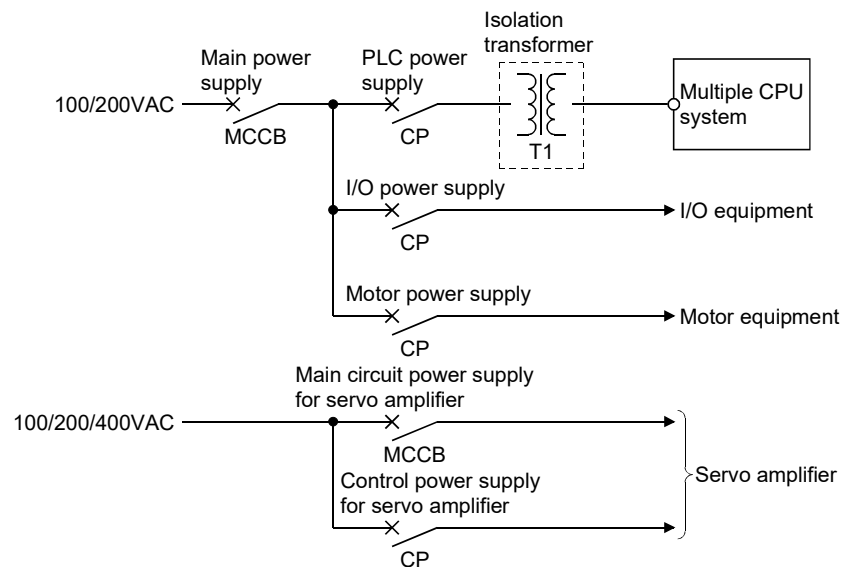 Isolation
transformer
Main power
supply
PLC power
supply
100/200VAC
MCCB
CP
T1
Multiple CPU
system
I/O power supply
CP
I/O equipment
Motor power supply
CP
Motor equipment
Main circuit power supply
for servo amplifier
100/200/400VAC
MCCB
Control power supply
for servo amplifier
CP
Servo amplifier